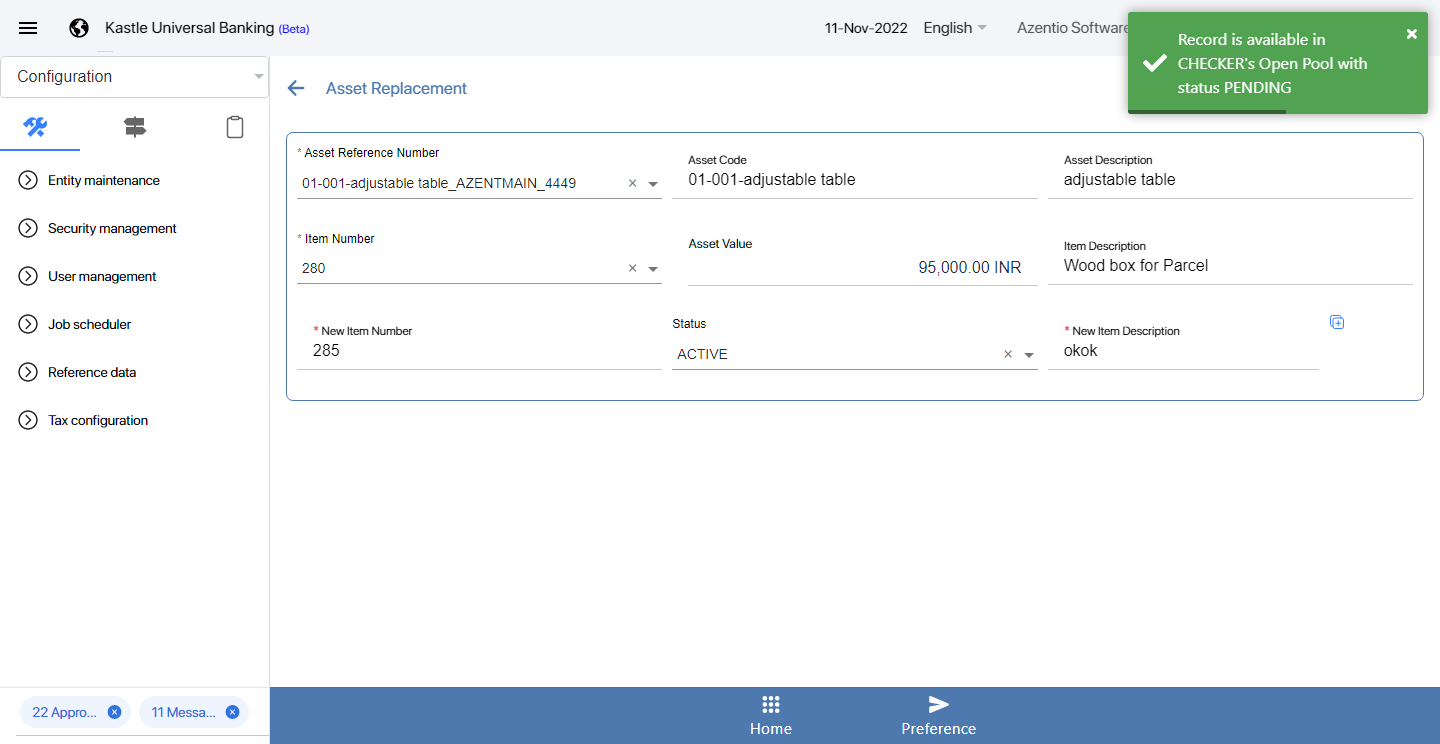 Kastle Universal Banking (Beta)
11-Nov-2022
English
Azentio Software
Record is available in
CHECKER's Open Pool with
status PENDING
Configuration
Asset Replacement
* Asset Reference Number
01-001-adjustable table_AZENTMAIN_4449
Asset Code
01-001-adjustable table
Asset Description
adjustable table
Entity maintenance
Security management
User management
Job scheduler
Reference data
Tax configuration
* Item Number
280
Asset Value
95,000.00 INR
Item Description
Wood box for Parcel
* New Item Number
285
Status
ACTIVE
* New Item Description
okok
22 Appro...
11 Messa...
Home
Preference